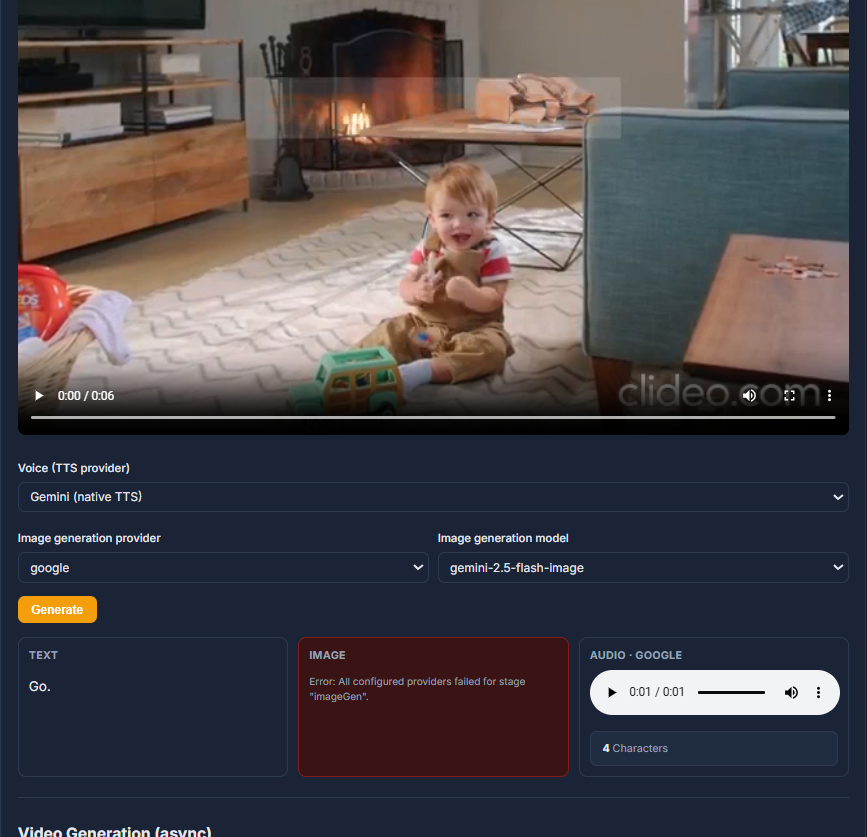 DS
0:00 / 0:06
clideo.com
Voice (TTS provider)
Gemini (native TTS)
Image generation provider
Image generation model
google
gemini-2.5-flash-image
Generate
TEXT
Go.
IMAGE
Error: All configured providers failed for stage
"imageGen".
AUDIO · GOOGLE
0:01 / 0:01
4 Characters
Video Generation (async)